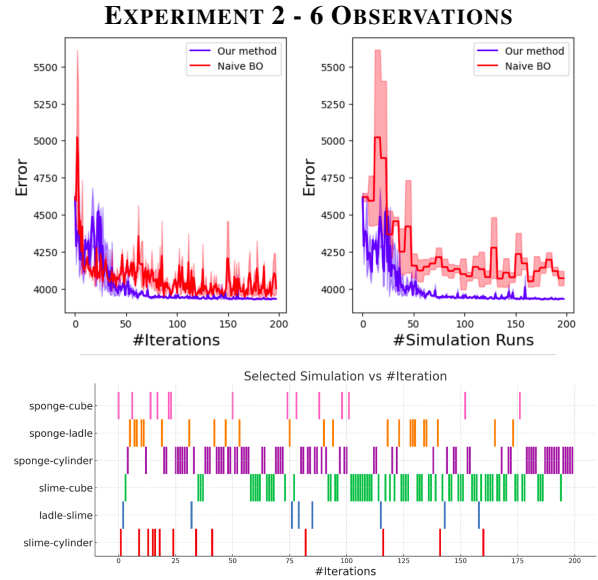 EXPERIMENT 2 - 6 OBSERVATIONS
Our method
Naive BO
5500
5250
5000
4750
4500
4250
4000
Error
0 50 100 150 200
#Iterations
Our method
Naive BO
5500
5250
5000
4750
4500
4250
4000
Error
0 50 100 150 200
#Simulation Runs
Selected Simulation vs #Iteration
sponge-cube
sponge-ladle
sponge-cylinder
slime-cube
ladle-slime
slime-cylinder
0 25 50 75 100 125 150 175 200
#Iterations